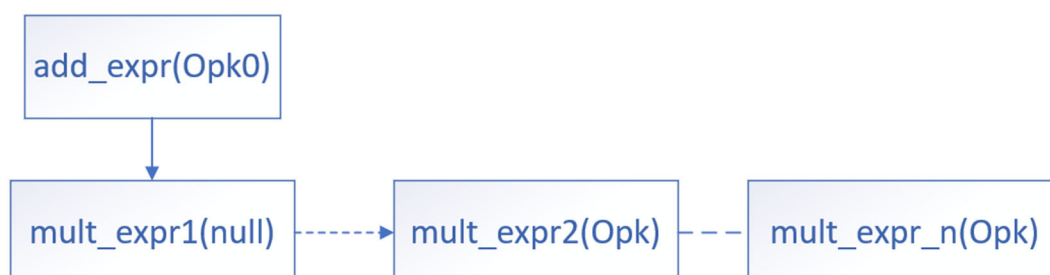 add_expr(Opk0)
mult_expr1(null)
mult_expr2(Opk)
mult_expr_n(Opk)